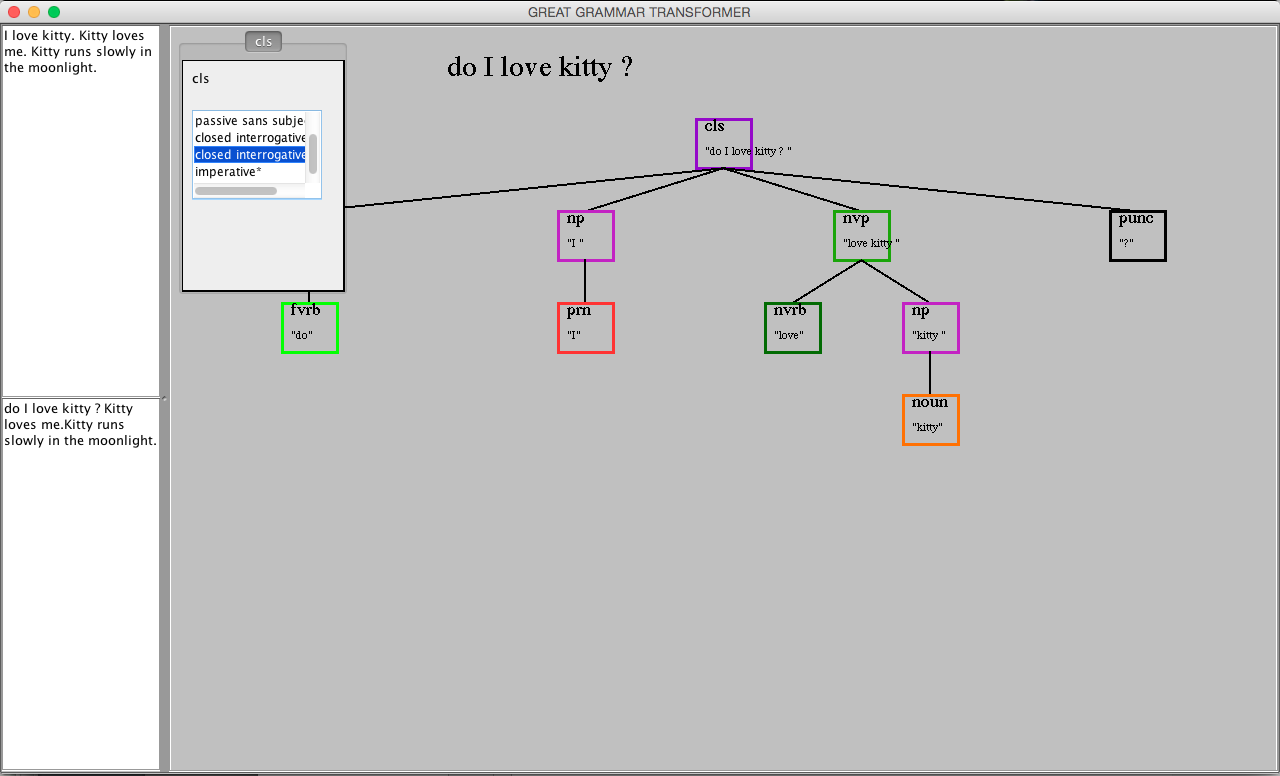 GREAT GRAMMAR TRANSFORMER
I love kitty. Kitty loves
me. Kitty runs slowly in
the moonlight.
do I love kitty ? Kitty
loves me.Kitty runs
slowly in the moonlight.
cls
cls
passive sans subje
closed interrogative
closed interrogative
imperative*
do I love kitty ?
cls
"do I love kitty ? "
np
"I "
nvp
"love kitty "
punc
"?"
fvrb
"do"
prn
"I"
nvrb
"love"
np
"kitty "
noun
"kitty"